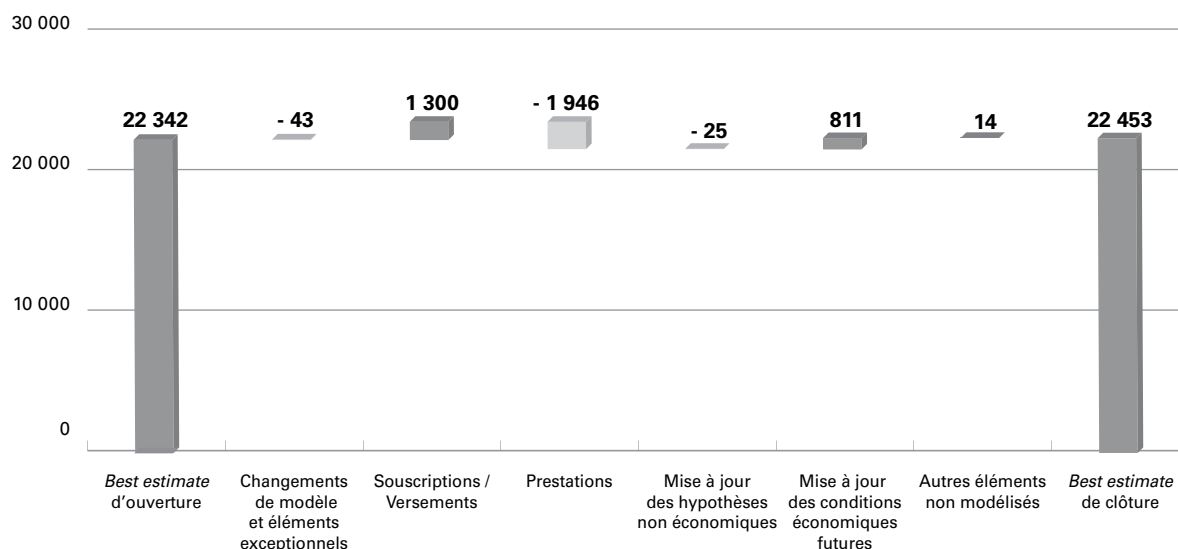 30 000
20 000
10 000
0
22 342
- 43
1 300
- 1 946
- 25
811
14
22 453
Best estimate
d'ouverture
Changements
de modèle
et éléments
exceptionnels
Souscriptions /
Versements
Prestations
Mise à jour
des hypothèses
non économiques
Mise à jour
des conditions
économiques
futures
Autres éléments
non modélisés
Best estimate
de clôture